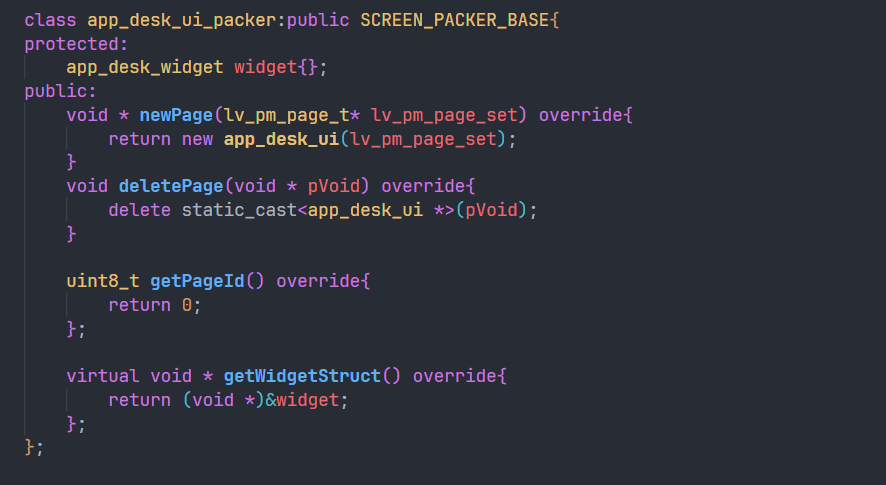 class app_desk_ui_packer:public SCREEN_PACKER_BASE{
protected:
    app_desk_widget widget{};
public:
    void * newPage(lv_pm_page_t* lv_pm_page_set) override{
        return new app_desk_ui(lv_pm_page_set);
    }
    void deletePage(void * pVoid) override{
        delete static_cast<app_desk_ui *>(pVoid);
    }

    uint8_t getPageId() override{
        return 0;
    };

    virtual void * getWidgetStruct() override{
        return (void *)&widget;
    };
};